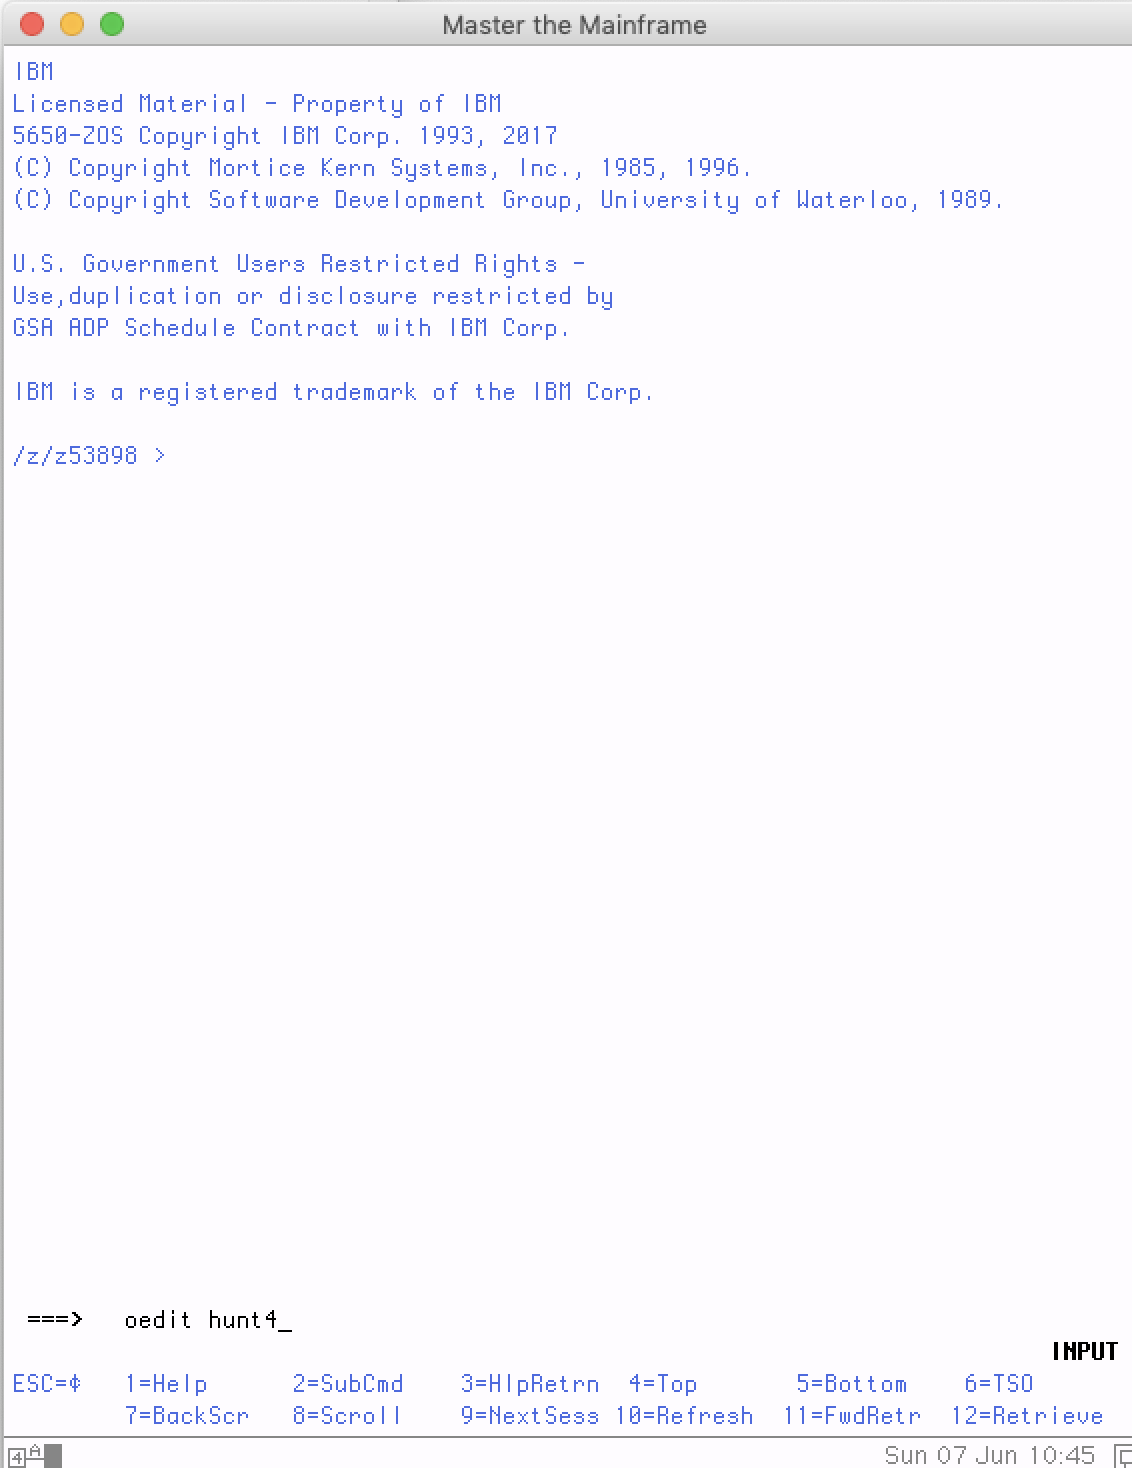 Master the Mainframe
IBM
Licensed Material - Property of IBM
5650-ZOS Copyright IBM Corp. 1993, 2017
(C) Copyright Mortice Kern Systems, Inc., 1985, 1996.
(C) Copyright Software Development Group, University of Waterloo, 1989.
U.S. Government Users Restricted Rights -
Use,duplication or disclosure restricted by
GSA ADP Schedule Contract with IBM Corp.
IBM is a registered trademark of the IBM Corp.
/z/z53898 >
===> oedit hunt4_
INPUT
ESC=¢ 1=Help 2=SubCmd 3=HlpRetrn 4=Top 5=Bottom 6=TSO
7=BackScr 8=Scroll 9=NextSess 10=Refresh 11=FwdRetr 12=Retrieve
4 A Sun 07 Jun 10:45